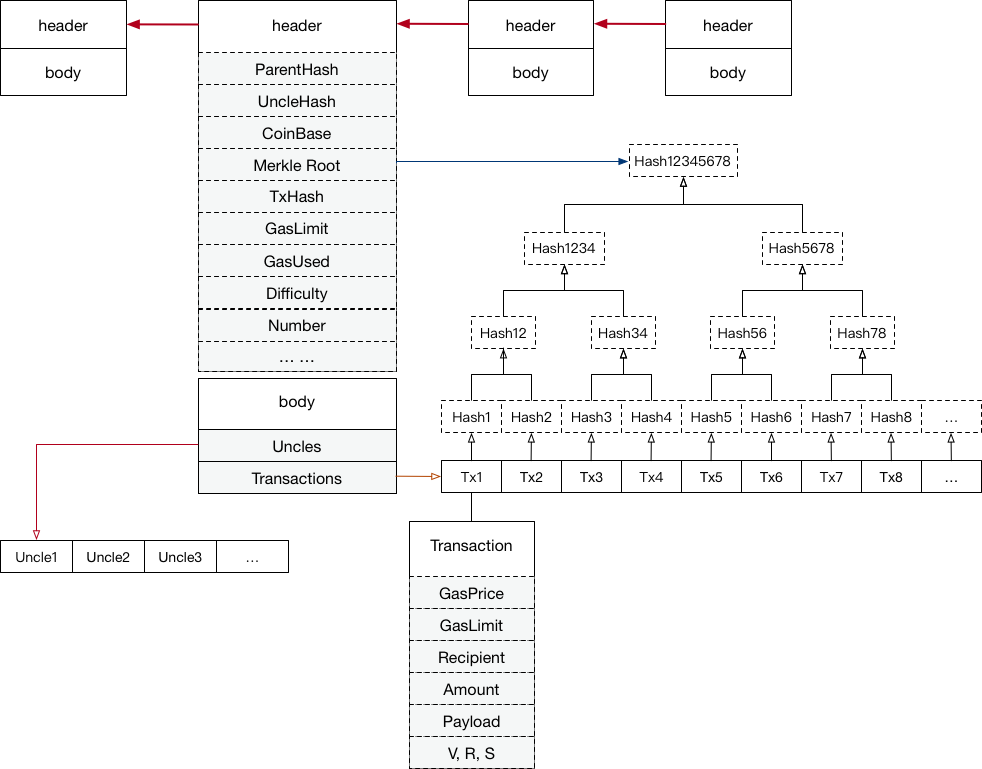 header
header
header
header
body
body
body
ParentHash
UncleHash
CoinBase
Merkle Root
TxHash
GasLimit
GasUsed
Difficulty
Number
... ...
body
Uncles
Transactions
Hash12345678
Hash1234
Hash5678
Hash12
Hash34
Hash56
Hash78
Hash1
Hash2
Hash3
Hash4
Hash5
Hash6
Hash7
Hash8
...
Tx1
Tx2
Tx3
Tx4
Tx5
Tx6
Tx7
Tx8
...
Uncle1
Uncle2
Uncle3
...
Transaction
GasPrice
GasLimit
Recipient
Amount
Payload
V, R, S